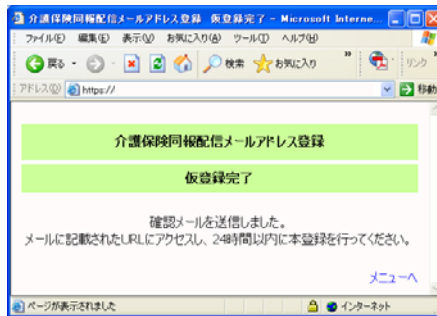 介護保険同報配信メールアドレス登録 仮登録完了 - Microsoft Interne...
ファイル(F) 編集(E) 表示(V) お気に入り(A) ツール(T) ヘルプ(H)
戻る 検索 お気に入り リンク
アドレス(D) https:// 移動
介護保険同報配信メールアドレス登録
仮登録完了
確認メールを送信しました。
メールに記載されたURLにアクセスし、24時間以内に本登録を行ってください。
メニューへ
ページが表示されました インターネット